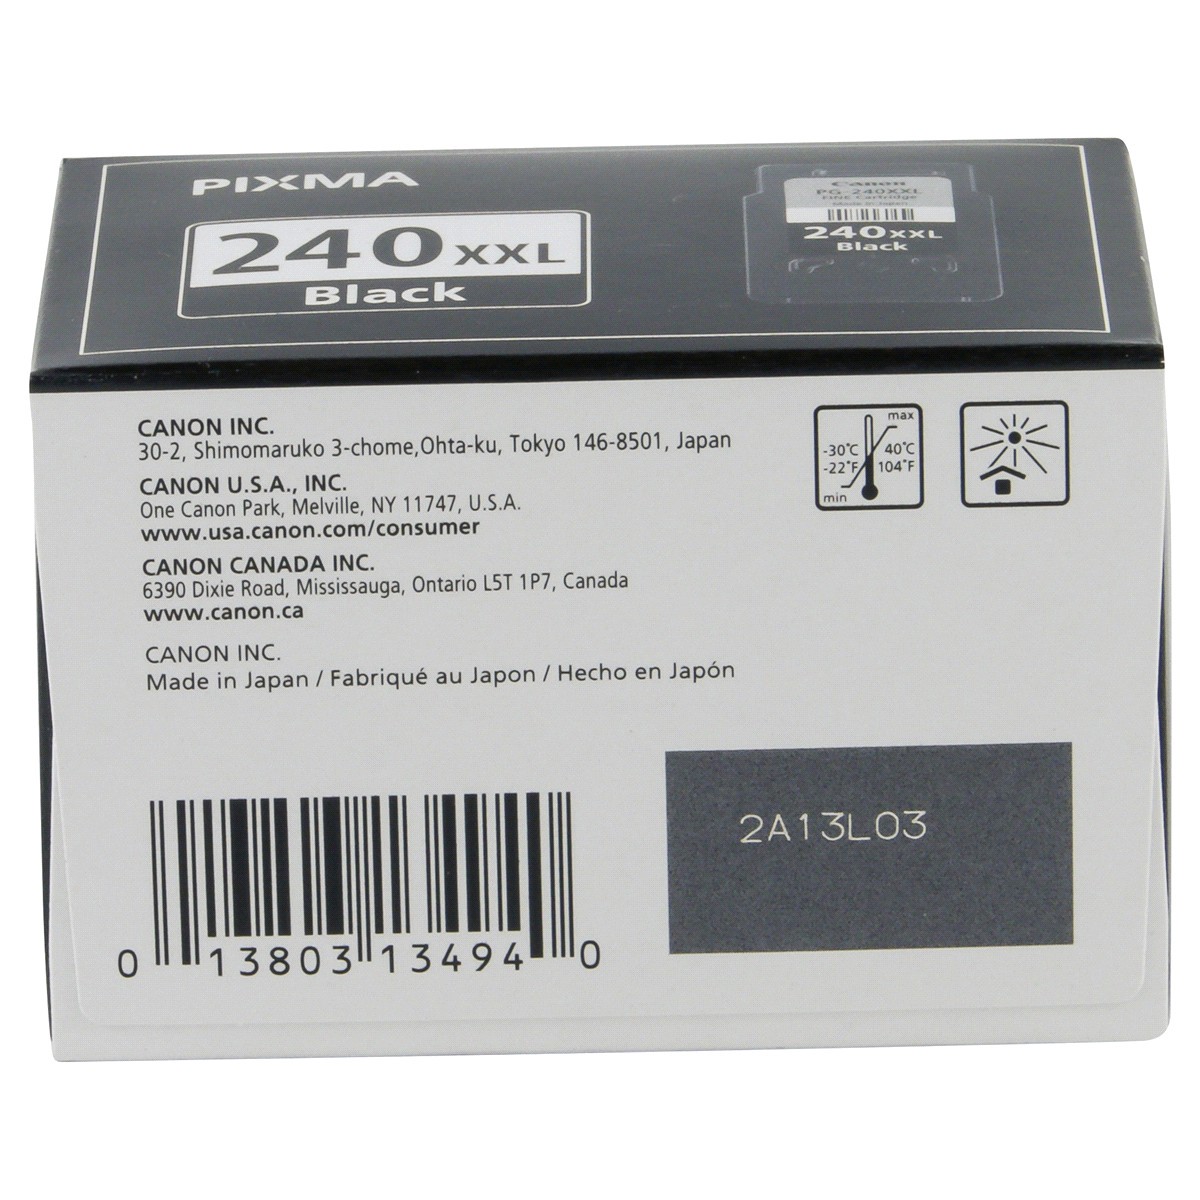 PIXMA
240XXL
Black
Canon
PG-240XXL
FINE Cartridge
Made in Japan
240XXL
Black
CANON INC.
30-2, Shimomaruko 3-chome,Ohta-ku, Tokyo 146-8501, Japan
CANON U.S.A., INC.
One Canon Park, Melville, NY 11747, U.S.A.
www.usa.canon.com/consumer
CANON CANADA INC.
6390 Dixie Road, Mississauga, Ontario L5T 1P7, Canada
www.canon.ca
CANON INC.
Made in Japan / Fabriqué au Japon / Hecho en Japón
max
-30°C 40°C
-22°F 104°F
min
2A13L03
0 13803 13494 0